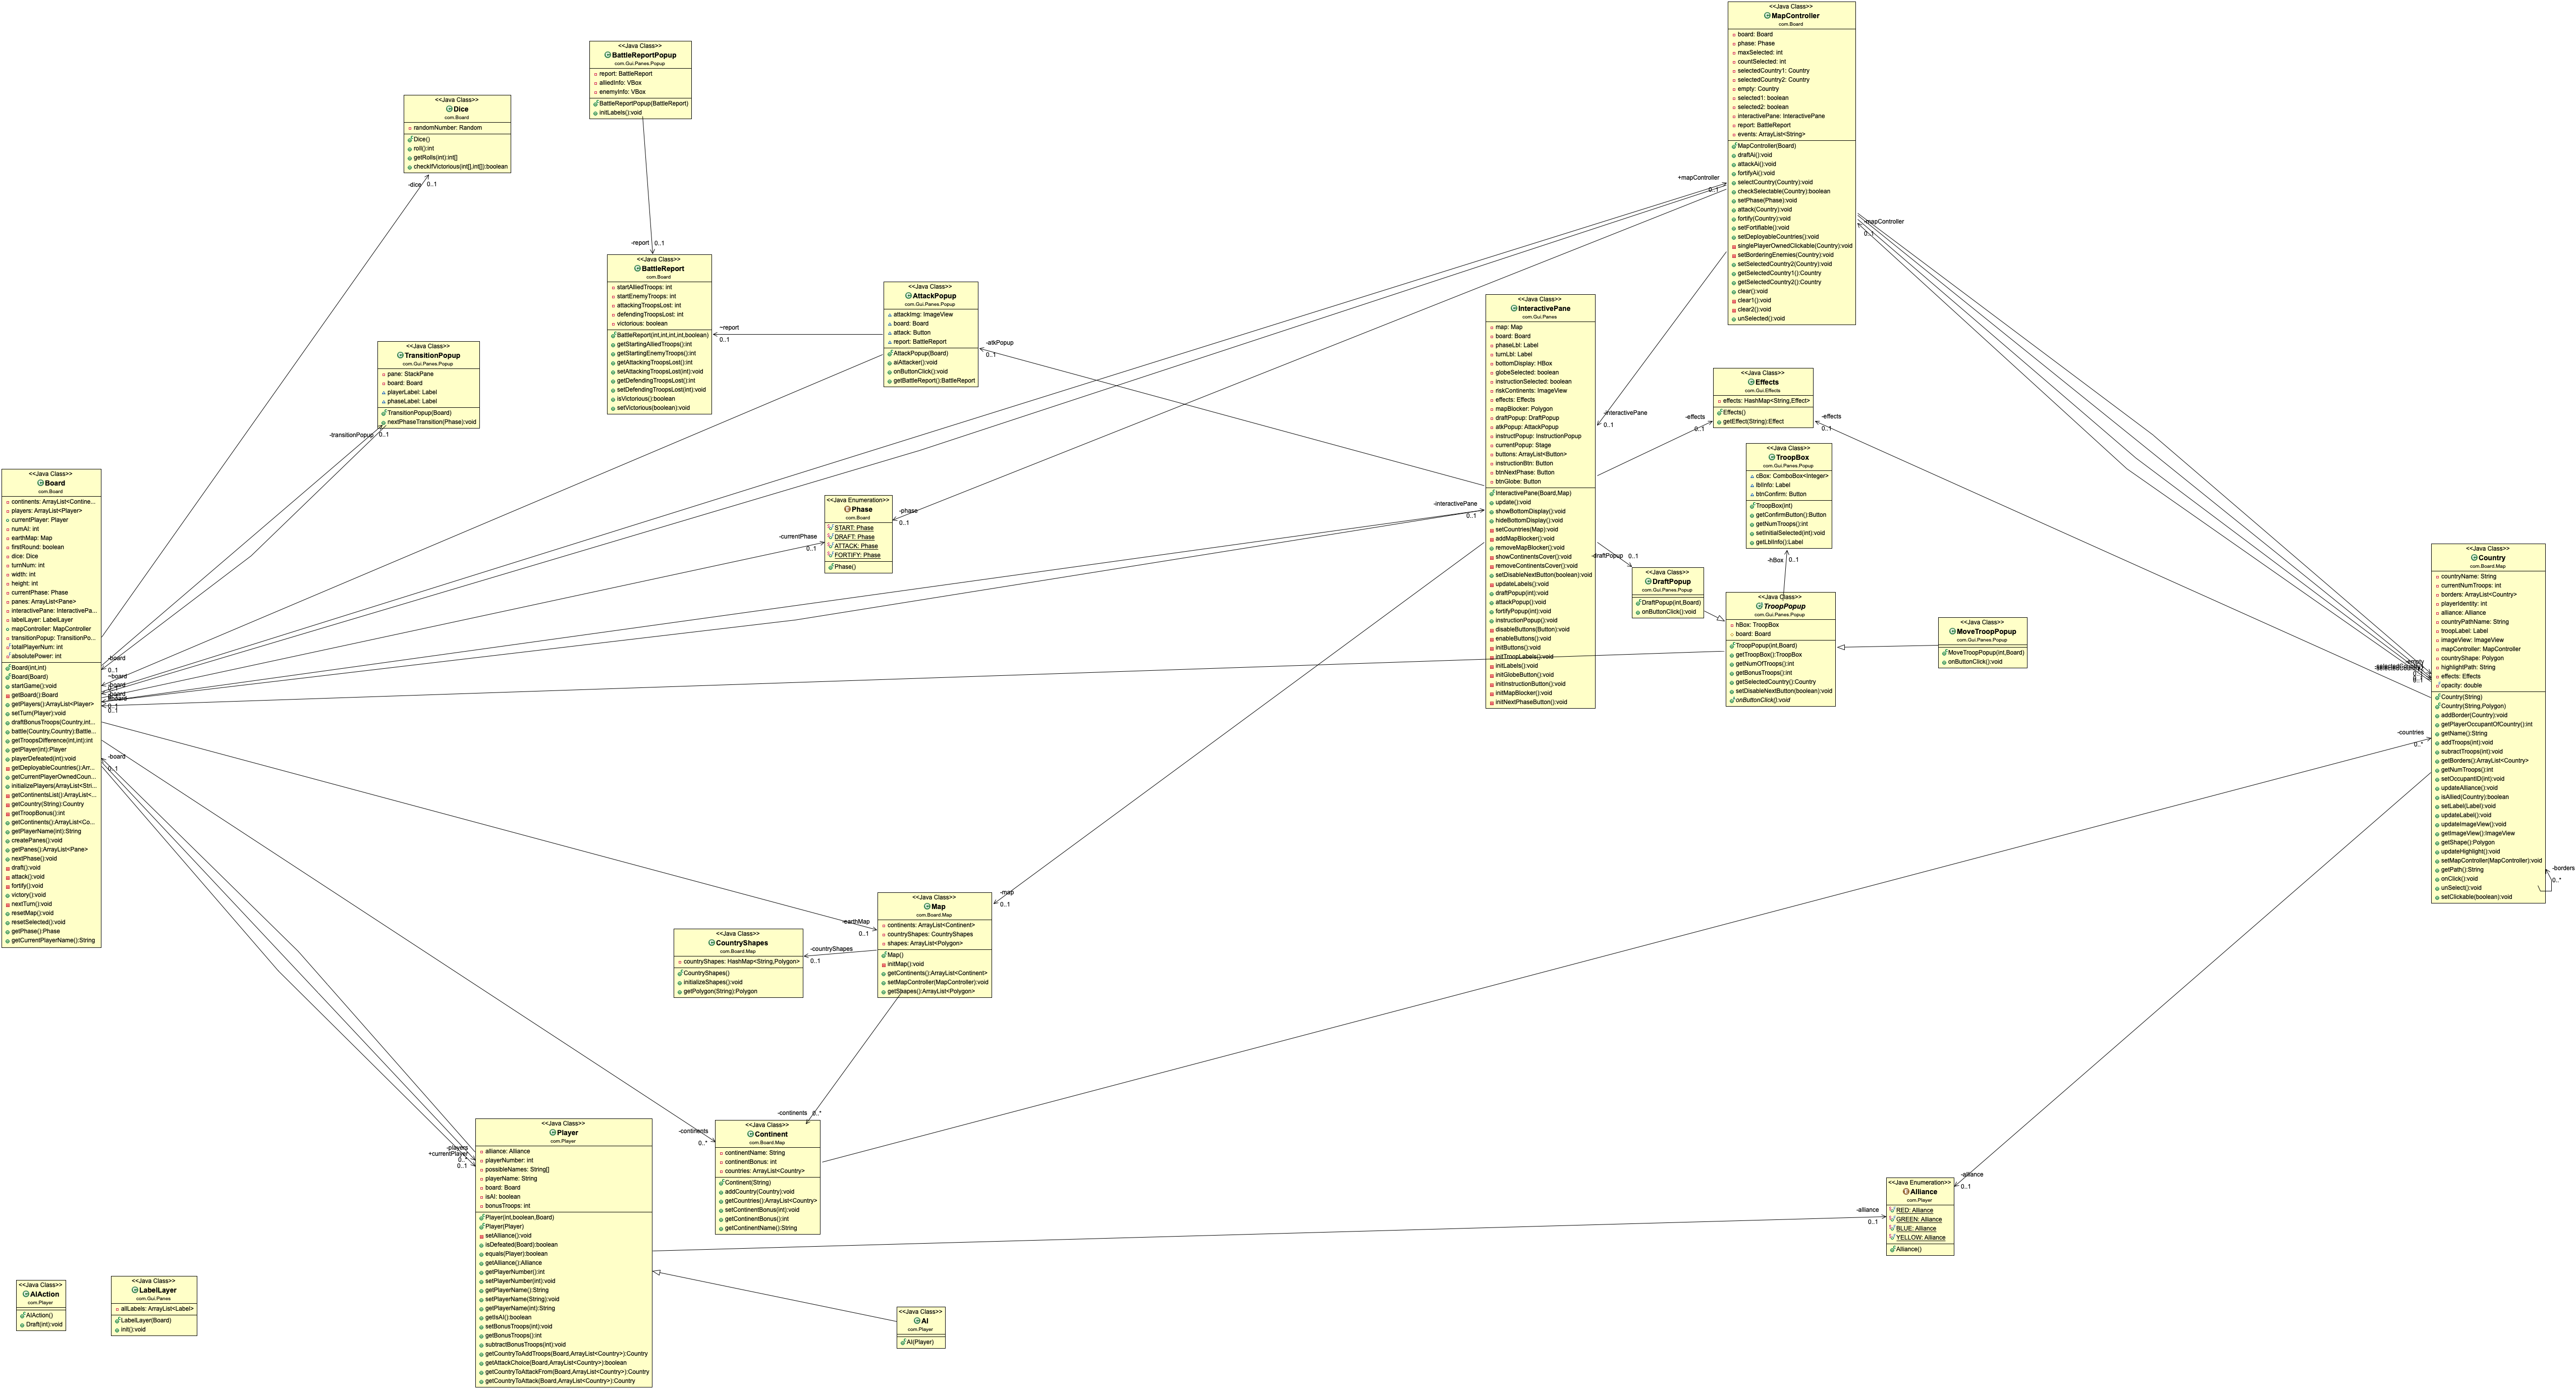 <<Java Class>>
MapController
com.Board
board: Board
phase: Phase
maxSelected: int
countSelected: int
selectedCountry1: Country
selectedCountry2: Country
empty: Country
selected1: boolean
selected2: boolean
interactivePane: InteractivePane
report: BattleReport
events: ArrayList<String>
MapController(Board)
draftAi():void
attackAi():void
fortifyAi():void
selectCountry(Country):void
checkSelectable(Country):boolean
setPhase(Phase):void
attack(Country):void
fortify(Country):void
setFortifiable():void
setDeployableCountries():void
singlePlayerOwnedClickable(Country):void
setBorderingEnemies(Country):void
setSelectedCountry2(Country):void
getSelectedCountry1():Country
getSelectedCountry2():Country
clear():void
clear1():void
clear2():void
unSelected():void
<<Java Class>>
BattleReportPopup
com.Gui.Panes.Popup
report: BattleReport
alliedInfo: VBox
enemyInfo: VBox
BattleReportPopup(BattleReport)
initLabels():void
<<Java Class>>
Dice
com.Board
randomNumber: Random
Dice()
roll():int
getRolls(int):int[]
checkIfVictorious(int[],int[]):boolean
-dice 0..1
+mapController
0..1
-mapController
0..1
-report 0..1
<<Java Class>>
BattleReport
com.Board
startAlliedTroops: int
startEnemyTroops: int
attackingTroopsLost: int
defendingTroopsLost: int
victorious: boolean
BattleReport(int,int,int,int,boolean)
getStartingAlliedTroops():int
getStartingEnemyTroops():int
getAttackingTroopsLost():int
setAttackingTroopsLost(int):void
getDefendingTroopsLost():int
setDefendingTroopsLost(int):void
isVictorious():boolean
setVictorious(boolean):void
~report
0..1
<<Java Class>>
AttackPopup
com.Gui.Panes.Popup
attackImg: ImageView
board: Board
attack: Button
report: BattleReport
AttackPopup(Board)
aiAttacker():void
onButtonClick():void
getBattleReport():BattleReport
-atkPopup
0..1
<<Java Class>>
InteractivePane
com.Gui.Panes
map: Map
board: Board
phaseLbl: Label
turnLbl: Label
bottomDisplay: HBox
globeSelected: boolean
instructionSelected: boolean
riskContinents: ImageView
effects: Effects
mapBlocker: Polygon
draftPopup: DraftPopup
atkPopup: AttackPopup
instructPopup: InstructionPopup
currentPopup: Stage
buttons: ArrayList<Button>
instructionBtn: Button
btnNextPhase: Button
btnGlobe: Button
InteractivePane(Board,Map)
update():void
showBottomDisplay():void
hideBottomDisplay():void
setCountries(Map):void
addMapBlocker():void
removeMapBlocker():void
showContinentsCover():void
removeContinentsCover():void
setDisableNextButton(boolean):void
updateLabels():void
draftPopup(int):void
attackPopup():void
fortifyPopup(int):void
instructionPopup():void
disableButtons(Button):void
enableButtons():void
initButtons():void
initTroopLabels():void
initLabels():void
initGlobeButton():void
initInstructionButton():void
initMapBlocker():void
initNextPhaseButton():void
-interactivePane
0..1
<<Java Class>>
TransitionPopup
com.Gui.Panes.Popup
pane: StackPane
board: Board
playerLabel: Label
phaseLabel: Label
TransitionPopup(Board)
nextPhaseTransition(Phase):void
-transitionPopup 0..1
<<Java Class>>
Effects
com.Gui.Effects
effects: HashMap<String,Effect>
Effects()
getEffect(String):Effect
-effects
0..1
-effects
0..1
<<Java Class>>
TroopBox
com.Gui.Panes.Popup
cBox: ComboBox<Integer>
lblInfo: Label
btnConfirm: Button
TroopBox(int)
getConfirmButton():Button
getNumTroops():int
setInitialSelected(int):void
getLblInfo():Label
-hBox 0..1
<<Java Class>>
Board
com.Board
continents: ArrayList<Contine...
players: ArrayList<Player>
currentPlayer: Player
numAI: int
earthMap: Map
firstRound: boolean
dice: Dice
turnNum: int
width: int
height: int
currentPhase: Phase
panes: ArrayList<Pane>
interactivePane: InteractivePa...
labelLayer: LabelLayer
mapController: MapController
transitionPopup: TransitionPo...
totalPlayerNum: int
absolutePower: int
Board(int,int)
Board(Board)
startGame():void
getBoard():Board
getPlayers():ArrayList<Player>
setTurn(Player):void
draftBonusTroops(Country,int...
battle(Country,Country):Battle...
getTroopsDifference(int,int):int
getPlayer(int):Player
playerDefeated(int):void
getDeployableCountries():Arr...
getCurrentPlayerOwnedCoun...
initializePlayers(ArrayList<Stri...
getContinentsList():ArrayList<...
getCountry(String):Country
getTroopBonus():int
getContinents():ArrayList<Co...
getPlayerName(int):String
createPanes():void
getPanes():ArrayList<Pane>
nextPhase():void
draft():void
attack():void
fortify():void
victory():void
nextTurn():void
resetMap():void
resetSelected():void
getPhase():Phase
getCurrentPlayerName():String
-board
0..1
~board
-board
0..1
-board
0..1
<<Java Enumeration>>
Phase
com.Board
START: Phase
DRAFT: Phase
ATTACK: Phase
FORTIFY: Phase
Phase()
-phase
0..1
-currentPhase
0..1
-interactivePane
0..1
-draftPopup 0..1
<<Java Class>>
DraftPopup
com.Gui.Panes.Popup
DraftPopup(int,Board)
onButtonClick():void
<<Java Class>>
TroopPopup
com.Gui.Panes.Popup
hBox: TroopBox
board: Board
TroopPopup(int,Board)
getTroopBox():TroopBox
getNumOfTroops():int
getBonusTroops():int
getSelectedCountry():Country
setDisableNextButton(boolean):void
onButtonClick():void
<<Java Class>>
MoveTroopPopup
com.Gui.Panes.Popup
MoveTroopPopup(int,Board)
onButtonClick():void
<<Java Class>>
Country
com.Board.Map
countryName: String
currentNumTroops: int
borders: ArrayList<Country>
playerIdentity: int
alliance: Alliance
countryPathName: String
troopLabel: Label
imageView: ImageView
mapController: MapController
countryShape: Polygon
highlightPath: String
effects: Effects
opacity: double
Country(String)
Country(String,Polygon)
addBorder(Country):void
getPlayerOccupantOfCountry():int
getName():String
addTroops(int):void
subractTroops(int):void
getBorders():ArrayList<Country>
getNumTroops():int
setOccupantID(int):void
updateAlliance():void
isAllied(Country):boolean
setLabel(Label):void
updateLabel():void
updateImageView():void
getImageView():ImageView
getShape():Polygon
updateHighlight():void
setMapController(MapController):void
getPath():String
onClick():void
unSelect():void
setClickable(boolean):void
-empty
0..1
-countries
0..*
-borders
0..*
-map
0..1
<<Java Class>>
Map
com.Board.Map
continents: ArrayList<Continent>
countryShapes: CountryShapes
shapes: ArrayList<Polygon>
Map()
initMap():void
getContinents():ArrayList<Continent>
setMapController(MapController):void
getShapes():ArrayList<Polygon>
-earthMap
0..1
<<Java Class>>
CountryShapes
com.Board.Map
countryShapes: HashMap<String,Polygon>
CountryShapes()
initializeShapes():void
getPolygon(String):Polygon
-countryShapes
0..1
-continents 0..*
-continents
0..*
<<Java Class>>
Player
com.Player
alliance: Alliance
playerNumber: int
possibleNames: String[]
playerName: String
board: Board
isAI: boolean
bonusTroops: int
Player(int,boolean,Board)
Player(Player)
setAlliance():void
isDefeated(Board):boolean
equals(Player):boolean
getAlliance():Alliance
getPlayerNumber():int
setPlayerNumber(int):void
getPlayerName():String
setPlayerName(String):void
getPlayerName(int):String
getIsAI():boolean
setBonusTroops(int):void
getBonusTroops():int
subtractBonusTroops(int):void
getCountryToAddTroops(Board,ArrayList<Country>):Country
getAttackChoice(Board,ArrayList<Country>):boolean
getCountryToAttackFrom(Board,ArrayList<Country>):Country
getCountryToAttack(Board,ArrayList<Country>):Country
-players
+currentPlayer
0..*
0..1
<<Java Class>>
Continent
com.Board.Map
continentName: String
continentBonus: int
countries: ArrayList<Country>
Continent(String)
addCountry(Country):void
getCountries():ArrayList<Country>
setContinentBonus(int):void
getContinentBonus():int
getContinentName():String
-alliance
0..1
-alliance
0..1
<<Java Enumeration>>
Alliance
com.Player
RED: Alliance
GREEN: Alliance
BLUE: Alliance
YELLOW: Alliance
Alliance()
<<Java Class>>
AIAction
com.Player
AIAction()
Draft(int):void
<<Java Class>>
LabelLayer
com.Gui.Panes
allLabels: ArrayList<Label>
LabelLayer(Board)
init():void
<<Java Class>>
AI
com.Player
AI(Player)